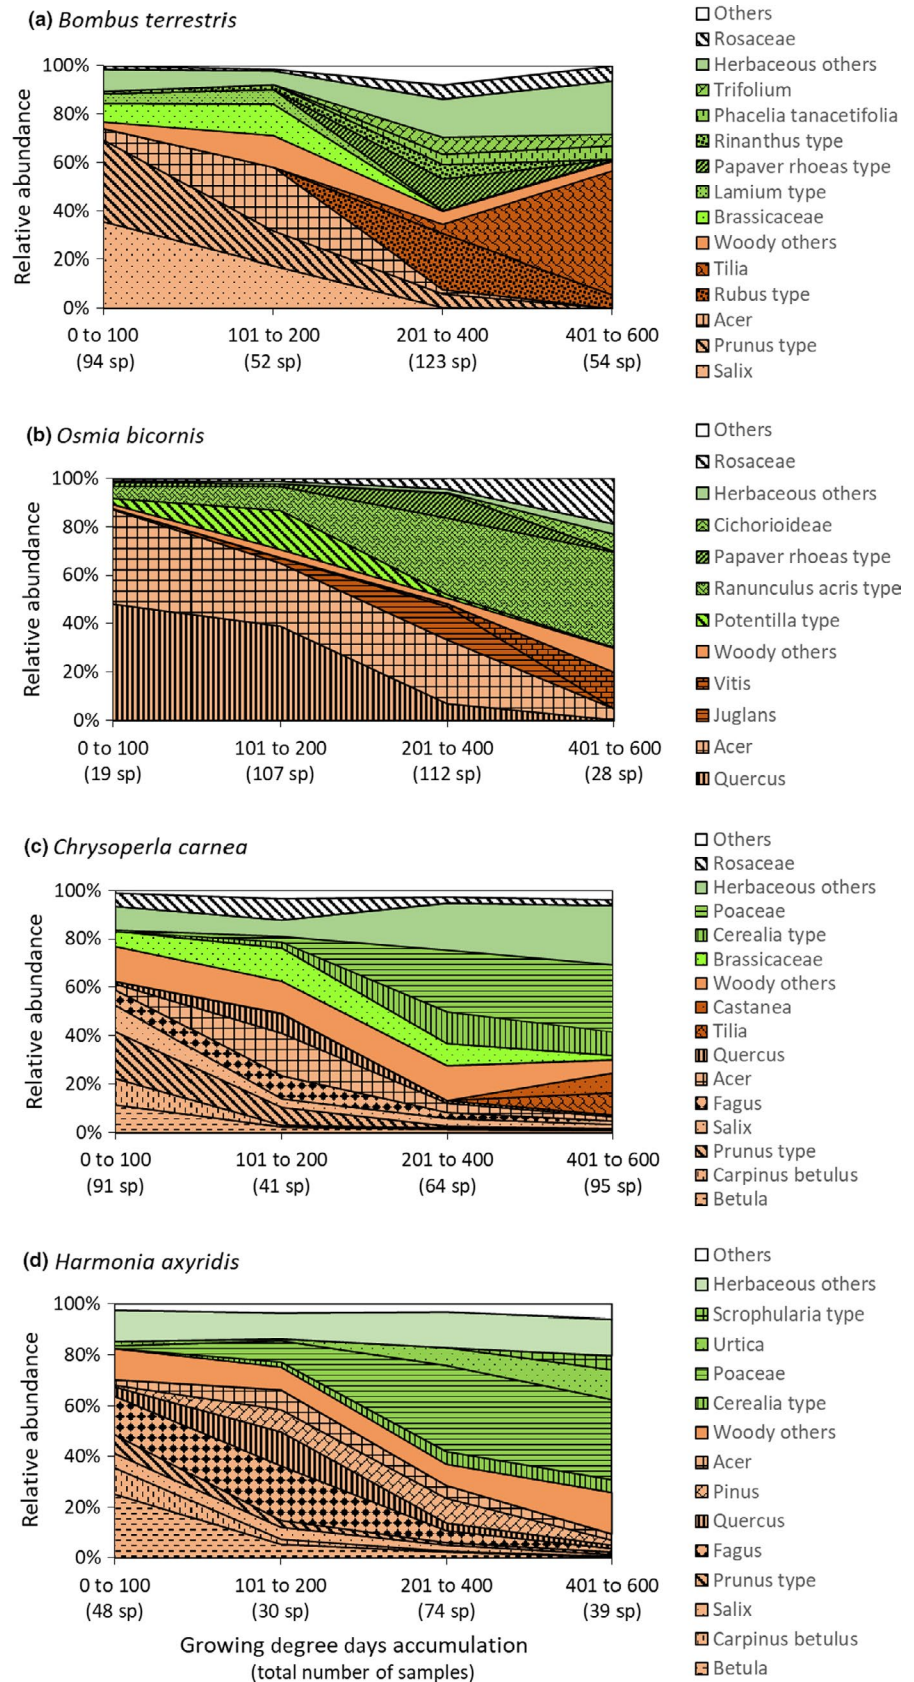 (a) Bombus terrestris
Relative abundance
100%
80%
60%
40%
20%
0%
0 to 100 101 to 200 201 to 400 401 to 600
(94 sp) (52 sp) (123 sp) (54 sp)
Others
Rosaceae
Herbaceous others
Trifolium
Phacelia tanacetifolia
Rinanthus type
Papaver rhoeas type
Lamium type
Brassicaceae
Woody others
Tilia
Rubus type
Acer
Prunus type
Salix
(b) Osmia bicornis
Relative abundance
100%
80%
60%
40%
20%
0%
0 to 100 101 to 200 201 to 400 401 to 600
(19 sp) (107 sp) (112 sp) (28 sp)
Others
Rosaceae
Herbaceous others
Cichorioideae
Papaver rhoeas type
Ranunculus acris type
Potentilla type
Woody others
Vitis
Juglans
Acer
Quercus
(c) Chrysoperla carnea
Relative abundance
100%
80%
60%
40%
20%
0%
0 to 100 101 to 200 201 to 400 401 to 600
(91 sp) (41 sp) (64 sp) (95 sp)
Others
Rosaceae
Herbaceous others
Poaceae
Cerealia type
Brassicaceae
Woody others
Castanea
Tilia
Quercus
Acer
Fagus
Salix
Prunus type
Carpinus betulus
Betula
(d) Harmonia axyridis
Relative abundance
100%
80%
60%
40%
20%
0%
0 to 100 101 to 200 201 to 400 401 to 600
(48 sp) (30 sp) (74 sp) (39 sp)
Growing degree days accumulation
(total number of samples)
Others
Herbaceous others
Scrophularia type
Urtica
Poaceae
Cerealia type
Woody others
Acer
Pinus
Quercus
Fagus
Prunus type
Salix
Carpinus betulus
Betula